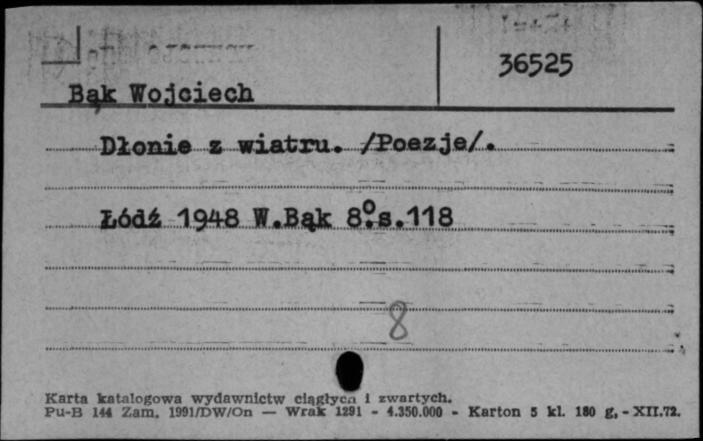 36525
Bąk Wojciech
Dłonie z wiatru. /Poezje/.
Łódź 1948 W.Bąk 8°.s.118
8
Karta katalogowa wydawnictw ciągłych i zwartych.
Pu-B 144 Zam. 1991/DW/On — Wrak 1291 - 4.350.000 - Karton 5 kl. 180 g, - XII.72.